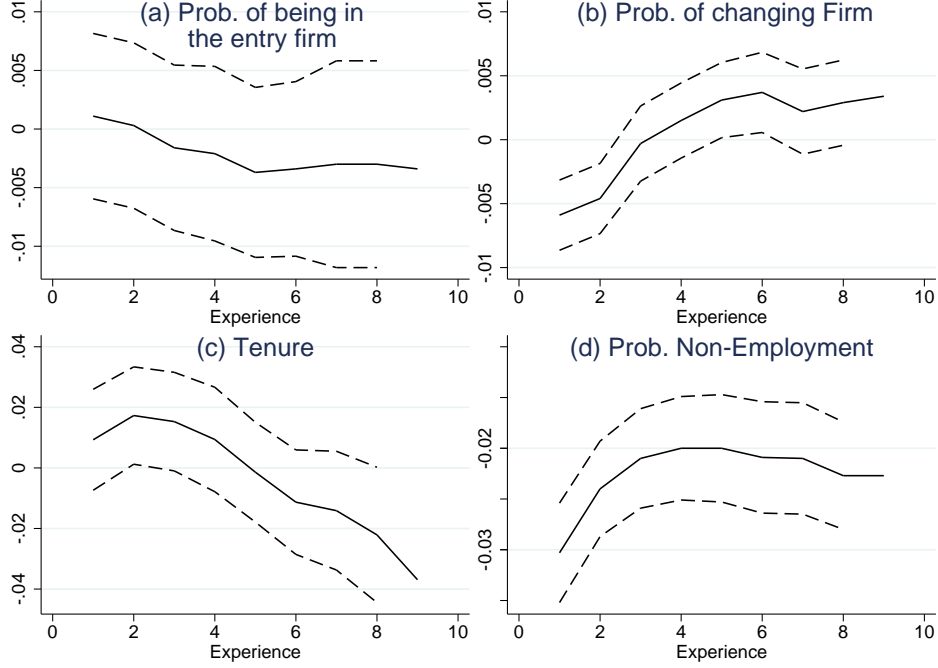 (a) Prob. of being in
the entry firm
.01
.005
0
-.005
-.01
0 2 4 6 8 10
Experience
(b) Prob. of changing Firm
.01
.005
0
-.005
-.01
0 2 4 6 8 10
Experience
(c) Tenure
.04
.02
0
-.02
-.04
0 2 4 6 8 10
Experience
(d) Prob. Non-Employment
-0.02
-0.03
0 2 4 6 8 10
Experience